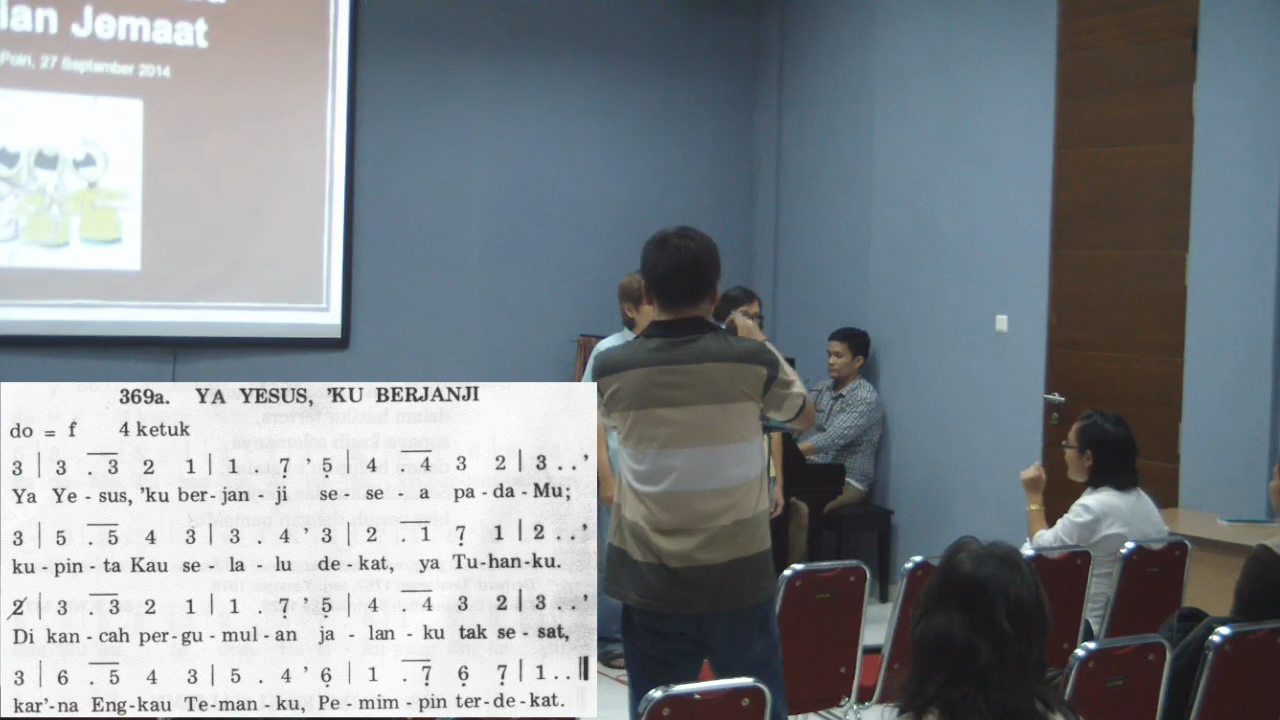 Jemaat
27 September 2014
369a. YA YESUS, 'KU BERJANJI
do = f 4 ketuk
3 | 3 . 3 2 1 | 1 . 7̣ ' 5̣ | 4 . 4 3 2 | 3 . . '
Ya Ye - sus, 'ku ber - jan - ji se - se - a pa - da - Mu;
3 | 5 . 5 4 3 | 3 . 4 ' 3 | 2 . 1 7̣ 1 | 2 . . '
ku - pin - ta Kau se - la - lu de - kat, ya Tu - han - ku.
2 | 3 . 3 2 1 | 1 . 7̣ ' 5̣ | 4 . 4 3 2 | 3 . . '
Di kan - cah per - gu - mul - an ja - lan - ku tak se - sat,
3 | 6 . 5 4 3 | 5 . 4 ' 6̣ | 1 . 7̣ 6̣ 7̣ | 1 . . ||
kar'-na Eng - kau Te - man - ku, Pe - mim - pin ter - de - kat.